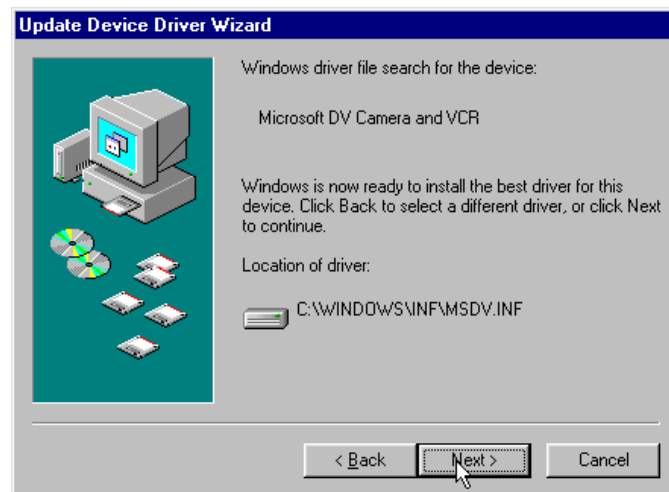 Update Device Driver Wizard
Windows driver file search for the device:
Microsoft DV Camera and VCR
Windows is now ready to install the best driver for this
device. Click Back to select a different driver, or click Next
to continue.
Location of driver:
C:\WINDOWS\INF\MSDV.INF
< Back Next > Cancel